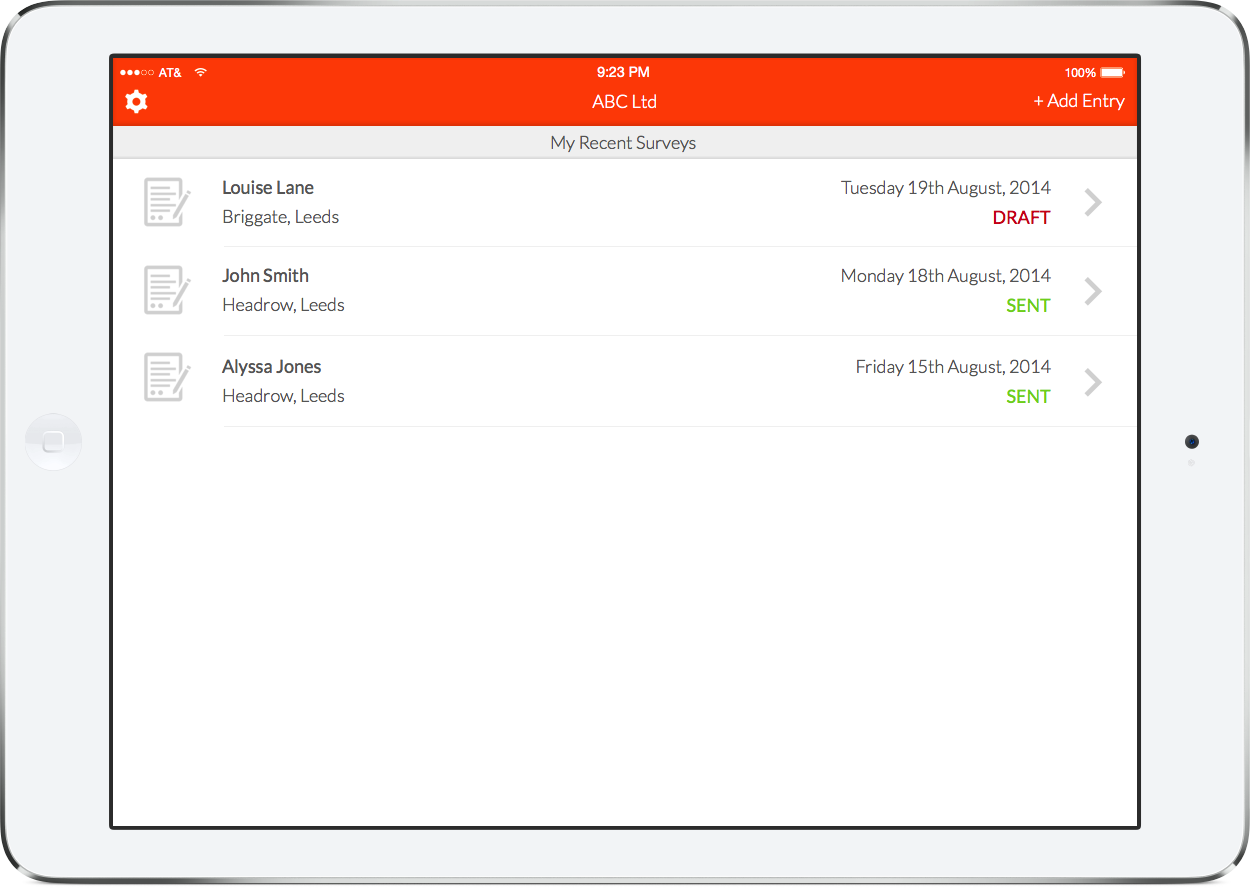 AT& 9:23 PM 100%
ABC Ltd + Add Entry
My Recent Surveys
Louise Lane Tuesday 19th August, 2014
Briggate, Leeds DRAFT
John Smith Monday 18th August, 2014
Headrow, Leeds SENT
Alyssa Jones Friday 15th August, 2014
Headrow, Leeds SENT